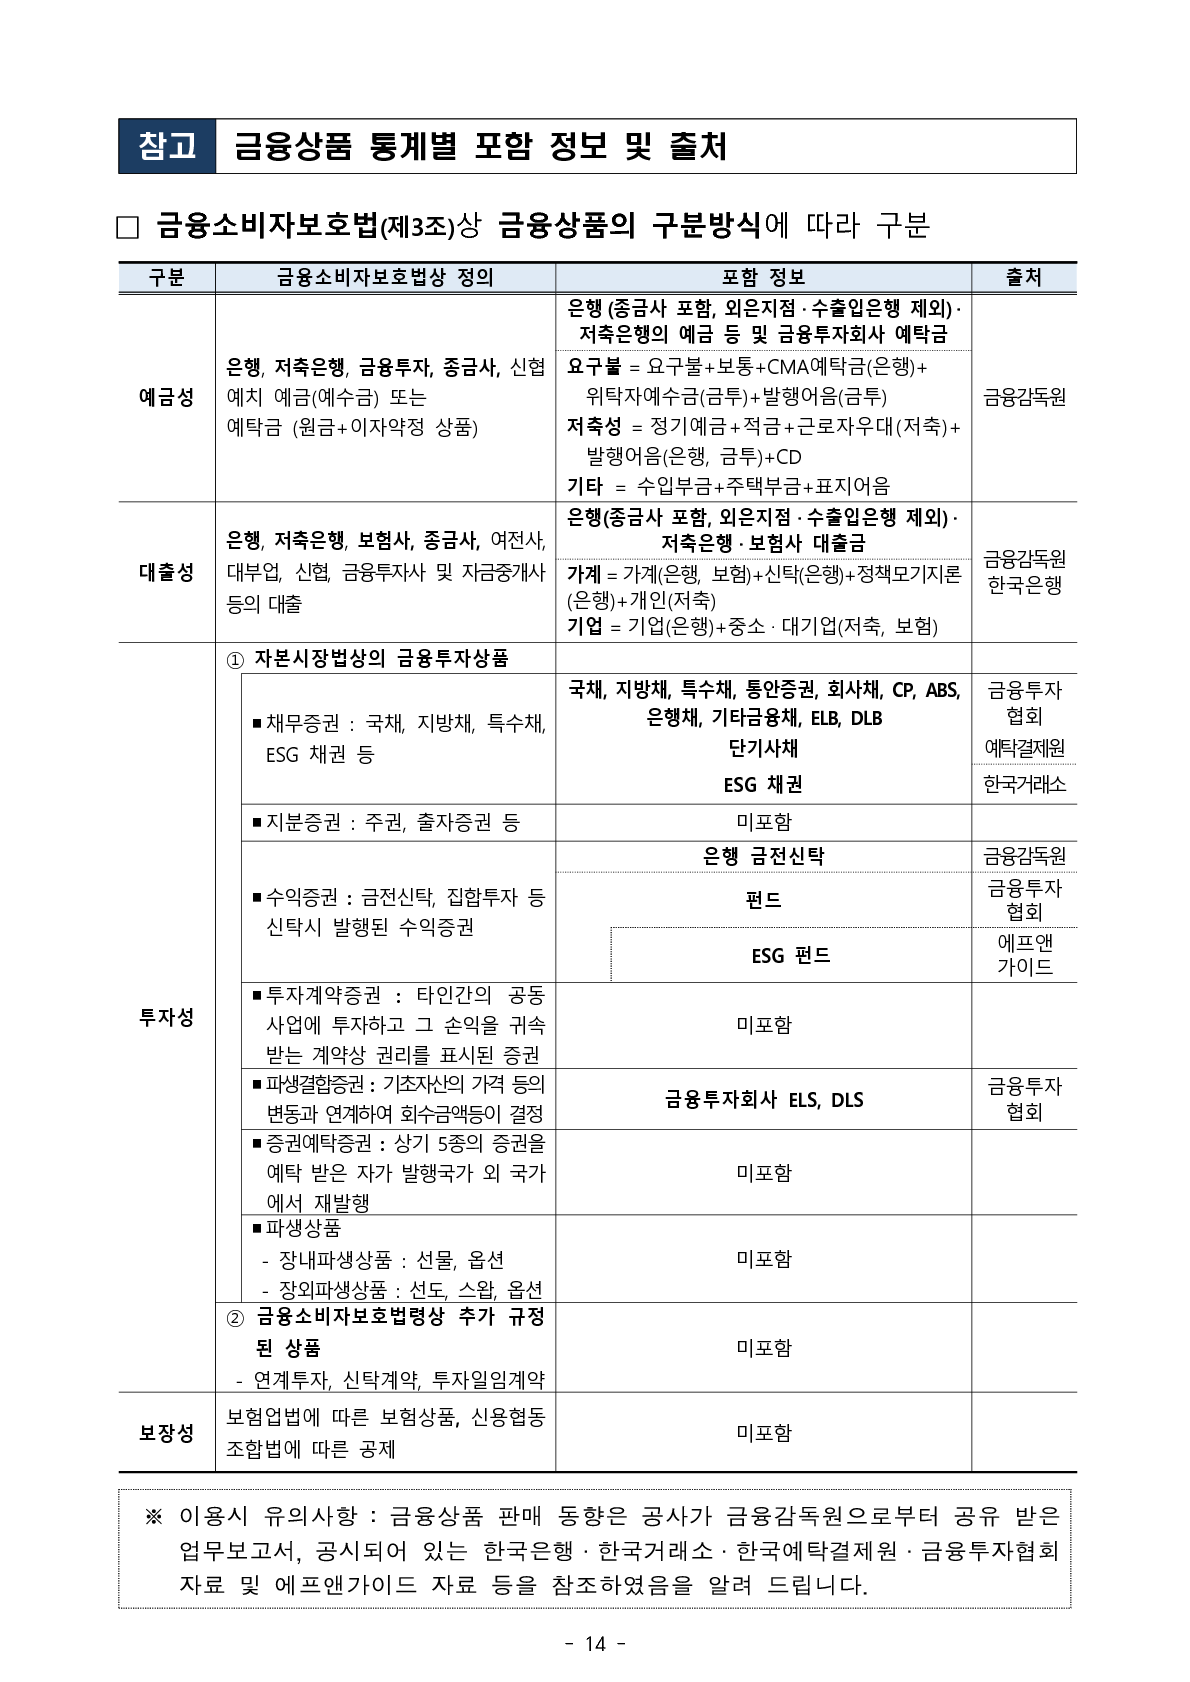 참고 금융상품 통계별 포함 정보 및 출처
□ 금융소비자보호법(제3조)상 금융상품의 구분방식에 따라 구분
구분 금융소비자보호법상 정의 포함 정보 출처
예금성
은행, 저축은행, 금융투자, 종금사, 신협
예치 예금(예수금) 또는
예탁금 (원금+이자약정 상품)
은행 (종금사 포함, 외은지점·수출입은행 제외)·
저축은행의 예금 등 및 금융투자회사 예탁금
요구불 = 요구불+보통+CMA예탁금(은행)+
위탁자예수금(금투)+발행어음(금투)
저축성 = 정기예금+적금+근로자우대(저축)+
발행어음(은행, 금투)+CD
기타 = 수입부금+주택부금+표지어음
금융감독원
대출성
은행, 저축은행, 보험사, 종금사, 여전사,
대부업, 신협, 금융투자사 및 자금중개사
등의 대출
은행(종금사 포함, 외은지점·수출입은행 제외)·
저축은행·보험사 대출금
가계 = 가계(은행, 보험)+신탁(은행)+정책모기지론
(은행)+개인(저축)
기업 = 기업(은행)+중소·대기업(저축, 보험)
금융감독원
한국은행
투자성
① 자본시장법상의 금융투자상품
■ 채무증권 : 국채, 지방채, 특수채,
ESG 채권 등
국채, 지방채, 특수채, 통안증권, 회사채, CP, ABS,
은행채, 기타금융채, ELB, DLB
단기사채
ESG 채권
금융투자
협회
예탁결제원
한국거래소
■ 지분증권 : 주권, 출자증권 등
미포함
■ 수익증권 : 금전신탁, 집합투자 등
신탁시 발행된 수익증권
은행 금전신탁
금융감독원
펀드
금융투자
협회
ESG 펀드
에프앤
가이드
■ 투자계약증권 : 타인간의 공동
사업에 투자하고 그 손익을 귀속
받는 계약상 권리를 표시된 증권
미포함
■ 파생결합증권 : 기초자산의 가격 등의
변동과 연계하여 회수금액등이 결정
금융투자회사 ELS, DLS
금융투자
협회
■ 증권예탁증권 : 상기 5종의 증권을
예탁 받은 자가 발행국가 외 국가
에서 재발행
미포함
■ 파생상품
- 장내파생상품 : 선물, 옵션
- 장외파생상품 : 선도, 스왑, 옵션
미포함
② 금융소비자보호법령상 추가 규정
된 상품
- 연계투자, 신탁계약, 투자일임계약
미포함
보장성
보험업법에 따른 보험상품, 신용협동
조합법에 따른 공제
미포함
※ 이용시 유의사항 : 금융상품 판매 동향은 공사가 금융감독원으로부터 공유 받은
업무보고서, 공시되어 있는 한국은행·한국거래소·한국예탁결제원·금융투자협회
자료 및 에프앤가이드 자료 등을 참조하였음을 알려 드립니다.
- 14 -